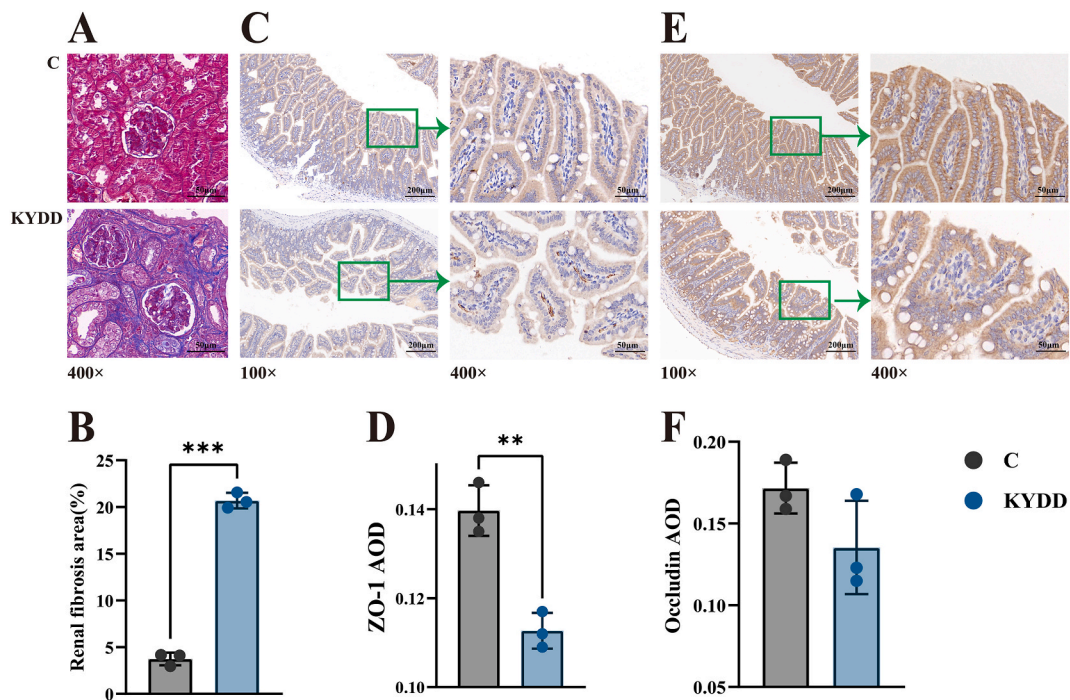 A
C
E
C
KYDD
50μm
200μm
50μm
200μm
50μm
50μm
200μm
50μm
200μm
50μm
400×
100×
400×
100×
400×
B
D
F
***
Renal fibrosis area(%)
25
20
15
10
5
0
**
ZO-1 AOD
0.14
0.12
0.10
Occludin AOD
0.20
0.15
0.10
0.05
C
KYDD